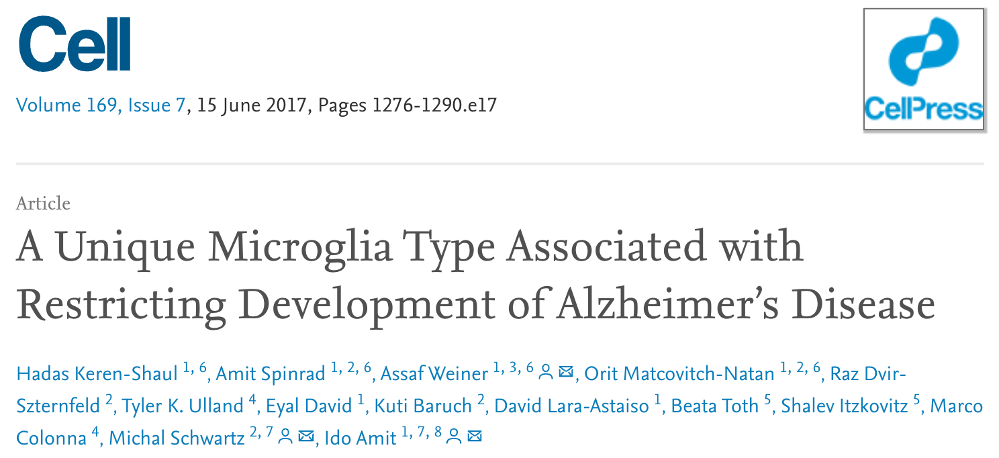 Cell
CellPress
Volume 169, Issue 7, 15 June 2017, Pages 1276-1290.e17
Article
A Unique Microglia Type Associated with
Restricting Development of Alzheimer’s Disease
Hadas Keren-Shaul 1, 6, Amit Spinrad 1, 2, 6, Assaf Weiner 1, 3, 6, Orit Matcovitch-Natan 1, 2, 6, Raz Dvir-
Szternfeld 2, Tyler K. Ulland 4, Eyal David 1, Kuti Baruch 2, David Lara-Astaiso 1, Beata Toth 5, Shalev Itzkovitz 5, Marco
Colonna 4, Michal Schwartz 2, 7, Ido Amit 1, 7, 8